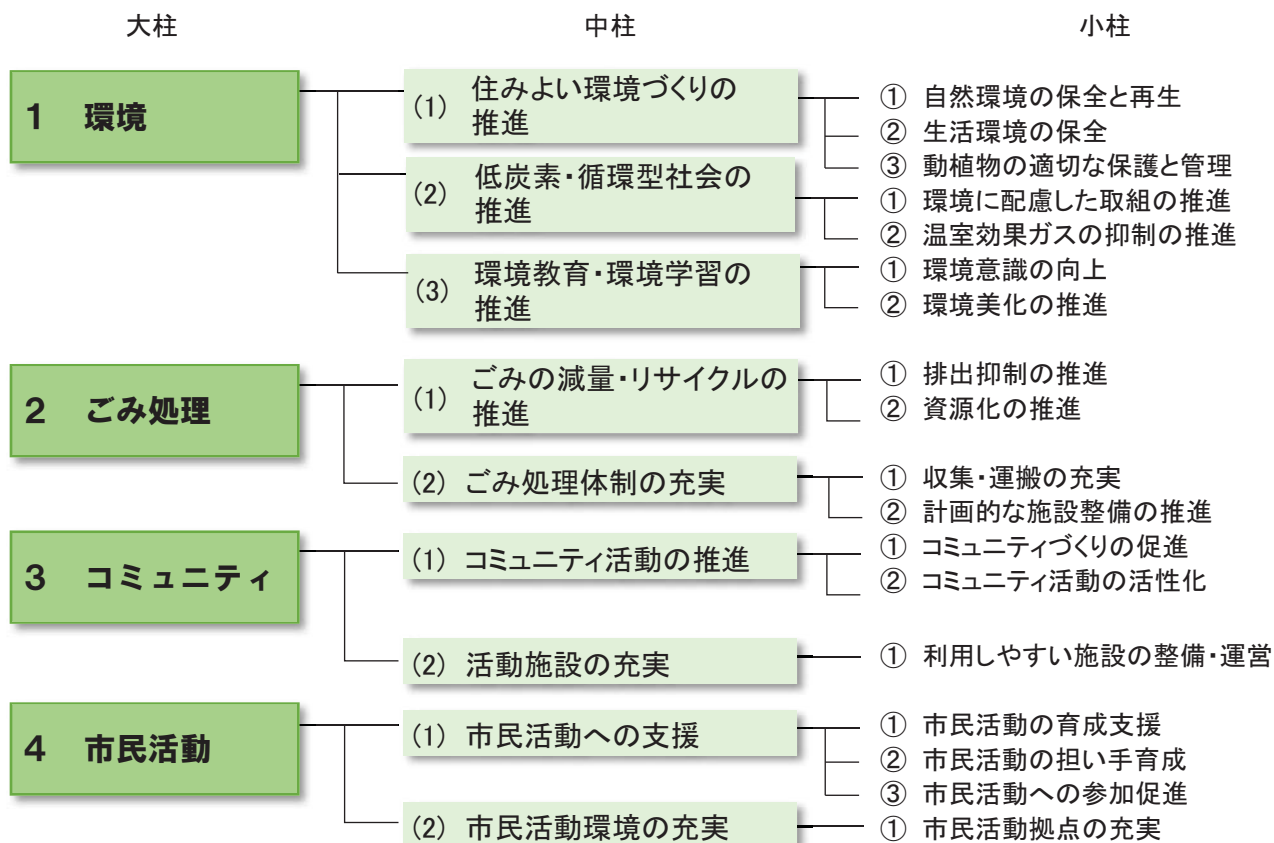 大柱 中柱 小柱
1 環境
(1) 住みよい環境づくりの
推進
① 自然環境の保全と再生
② 生活環境の保全
③ 動植物の適切な保護と管理
(2) 低炭素・循環型社会の
推進
① 環境に配慮した取組の推進
② 温室効果ガスの抑制の推進
(3) 環境教育・環境学習の
推進
① 環境意識の向上
② 環境美化の推進
2 ごみ処理
(1) ごみの減量・リサイクルの
推進
① 排出抑制の推進
② 資源化の推進
(2) ごみ処理体制の充実
① 収集・運搬の充実
② 計画的な施設整備の推進
3 コミュニティ
(1) コミュニティ活動の推進
① コミュニティづくりの促進
② コミュニティ活動の活性化
(2) 活動施設の充実
① 利用しやすい施設の整備・運営
4 市民活動
(1) 市民活動への支援
① 市民活動の育成支援
② 市民活動の担い手育成
③ 市民活動への参加促進
(2) 市民活動環境の充実
① 市民活動拠点の充実